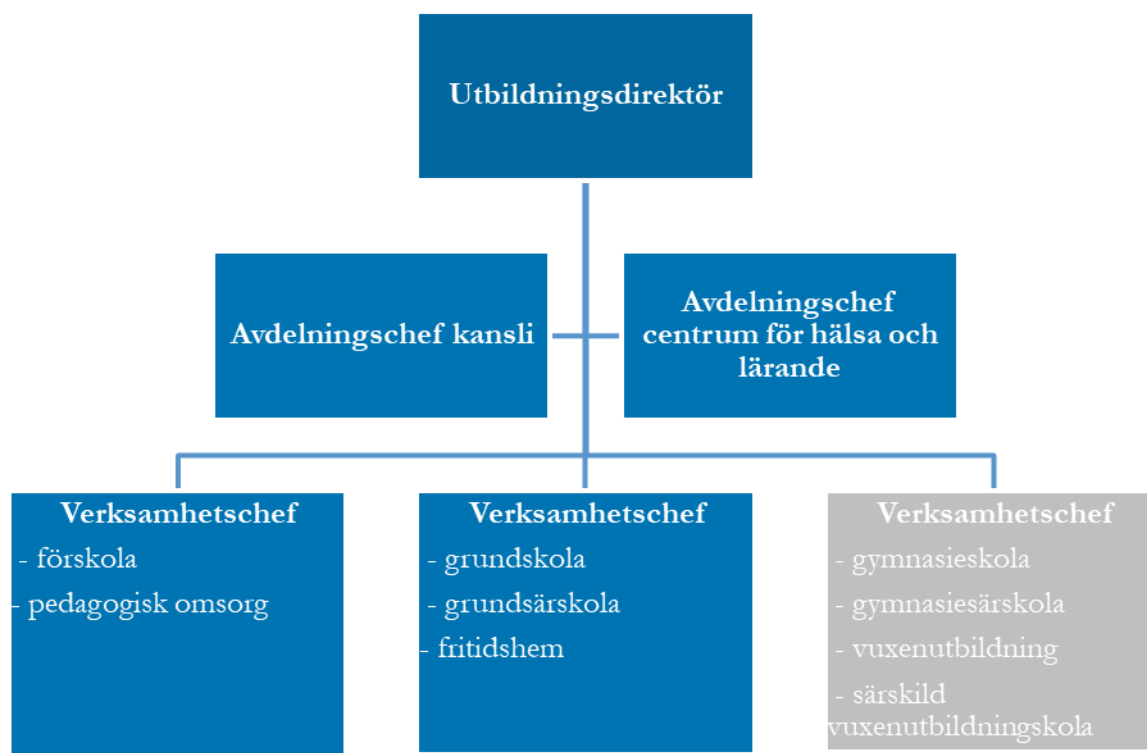 Utbildningsdirektör
Avdelningschef kansli
Avdelningschef
centrum för hälsa och
lärande
Verksamhetschef
- förskola
- pedagogisk omsorg
Verksamhetschef
- grundskola
- grundsärskola
- fritidshem
Verksamhetschef
- gymnasieskola
- gymnasiesärskola
- vuxenutbildning
- särskild
vuxenutbildningskola